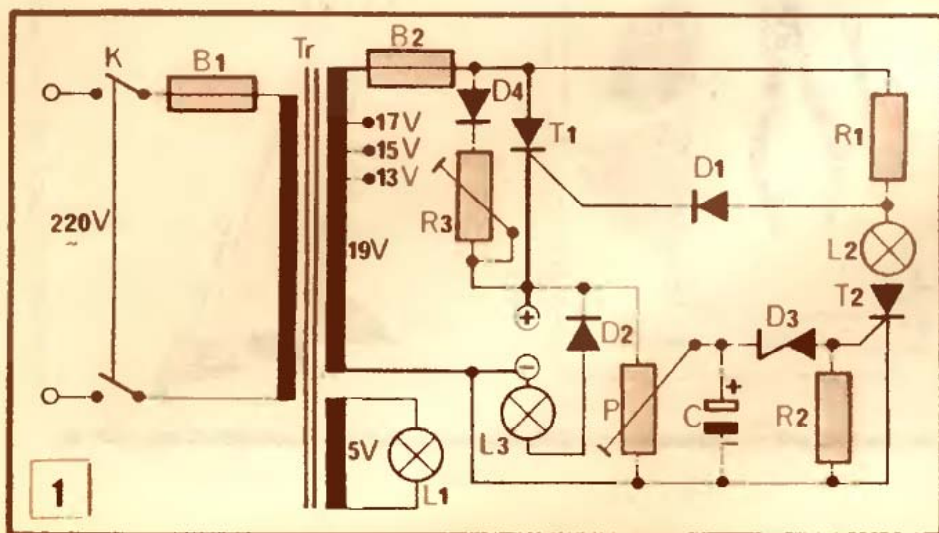 K
B1
Tr
B2
D4
T1
R1
17V
15V
13V
D1
R3
L2
220V
~
19V
T2
+
D2
D3
-
P
+
C
-
R2
L3
5V
L1
1